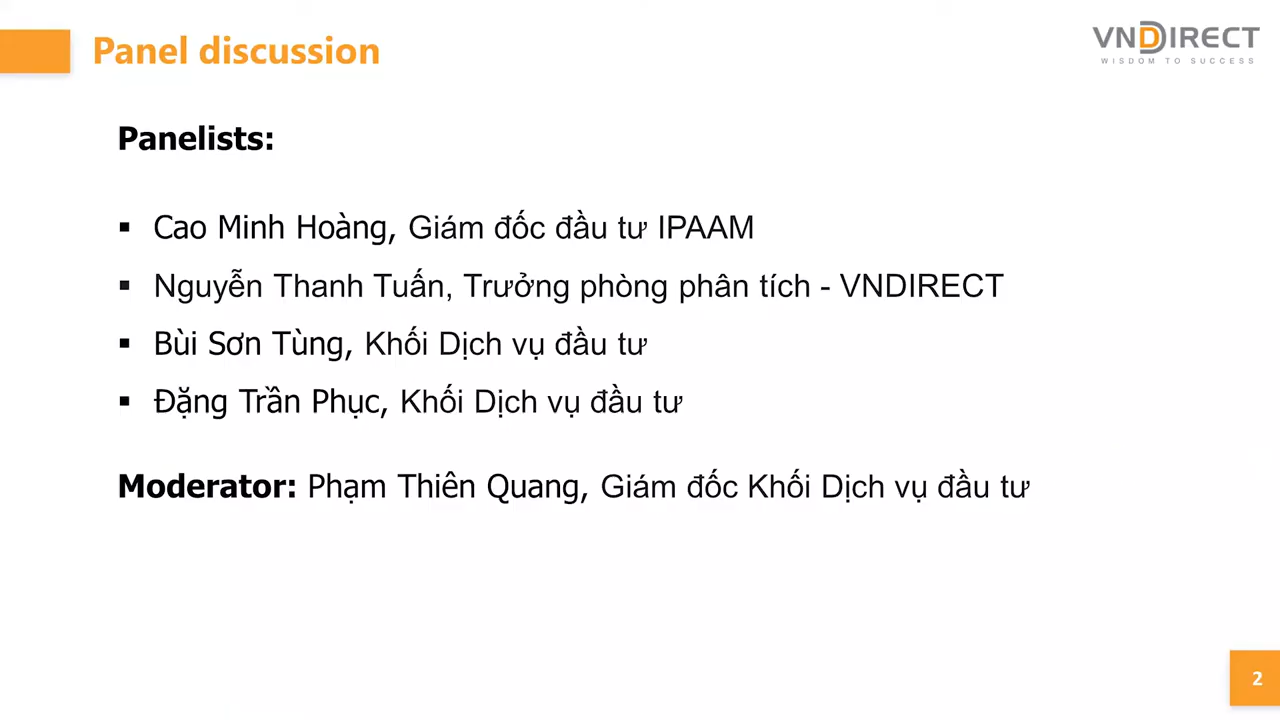 Panel discussion
VNDIRECT
WISDOM TO SUCCESS
Panelists:
▪ Cao Minh Hoàng, Giám đốc đầu tư IPAAM
▪ Nguyễn Thanh Tuấn, Trưởng phòng phân tích - VNDIRECT
▪ Bùi Sơn Tùng, Khối Dịch vụ đầu tư
▪ Đặng Trần Phục, Khối Dịch vụ đầu tư
Moderator: Phạm Thiên Quang, Giám đốc Khối Dịch vụ đầu tư
2